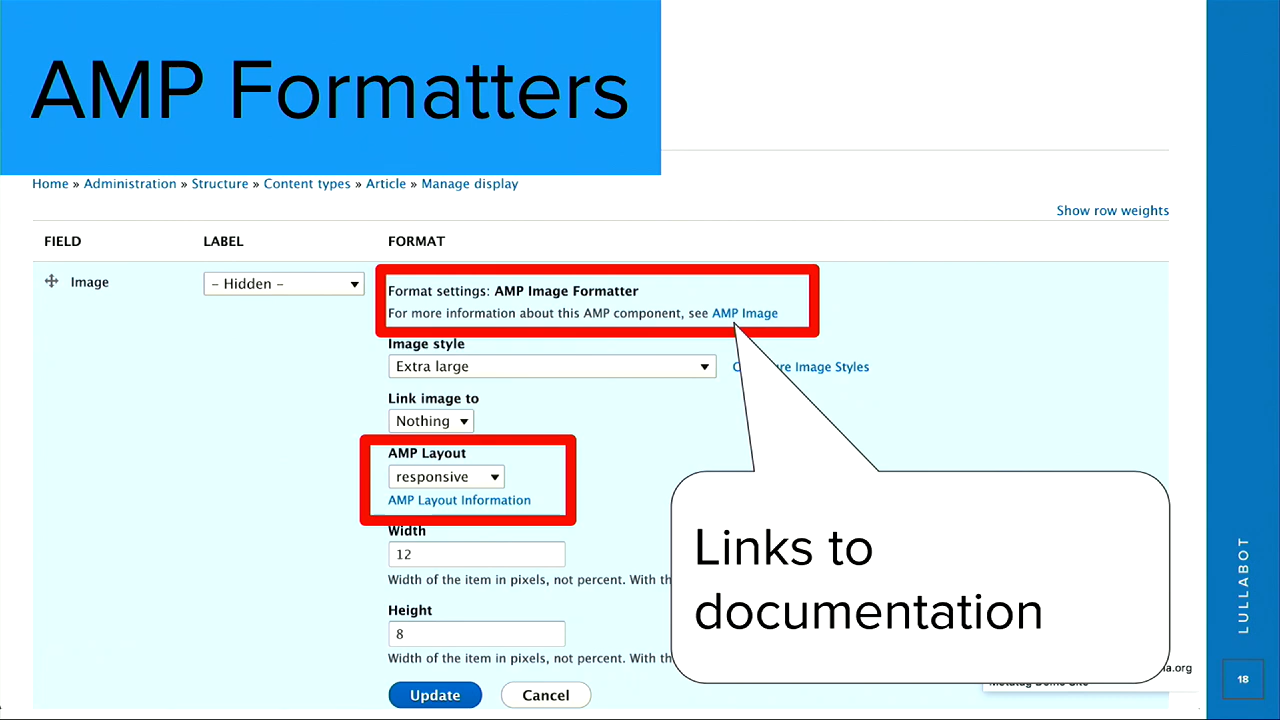 AMP Formatters
Home » Administration » Structure » Content types » Article » Manage display
Show row weights
FIELD LABEL FORMAT
Image – Hidden – Format settings: AMP Image Formatter
For more information about this AMP component, see AMP Image
Image style
Extra large Image Styles
Link image to
Nothing
AMP Layout
responsive
AMP Layout Information
Width
12
Width of the item in pixels, not percent. With th
Height
8
Width of the item in pixels, not percent. With th
Update Cancel
Links to
documentation
LULLABOT
18